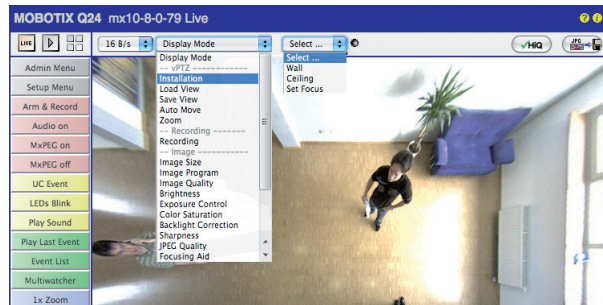 MOBOTIX Q24 mx10-8-0-79 Live
LIVE
16 B/s
Display Mode
Select ...
HiQ
JPG
Admin Menu
Setup Menu
Arm & Record
Audio on
MxPEG on
MxPEG off
UC Event
LEDs Blink
Play Sound
Play Last Event
Event List
Multiwatcher
1x Zoom
Display Mode
-- vPTZ ------------
Installation
Load View
Save View
Auto Move
Zoom
-- Recording -------
Recording
-- Image -----------
Image Size
Image Program
Image Quality
Brightness
Exposure Control
Color Saturation
Backlight Correction
Sharpness
JPEG Quality
Focusing Aid
Select ...
Wall
Ceiling
Set Focus